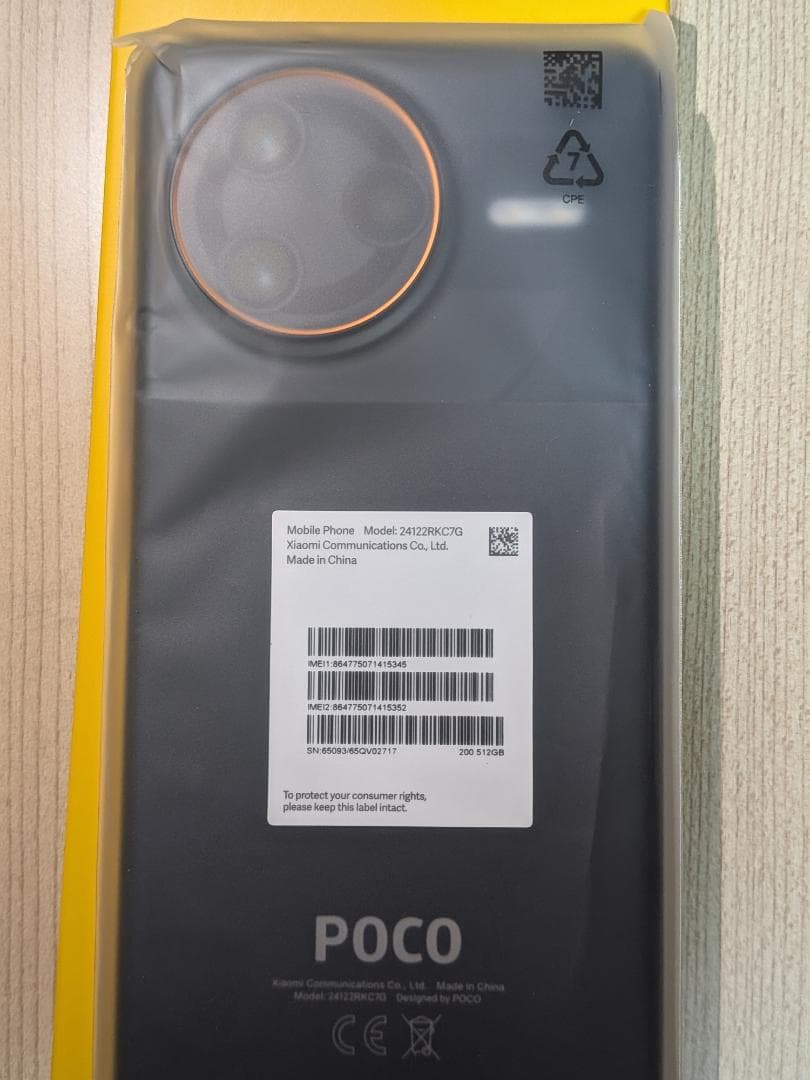 7
CPE
Mobile Phone Model: 24122RKC7G
Xiaomi Communications Co., Ltd.
Made in China
IMEI1:864775071415345
IMEI2:864775071415352
SN:65093/65QV02717 200 512GB
To protect your consumer rights,
please keep this label intact.
POCO
Xiaomi Communications Co., Ltd. Made in China
Model: 24122RKC7G Designed by POCO
CE